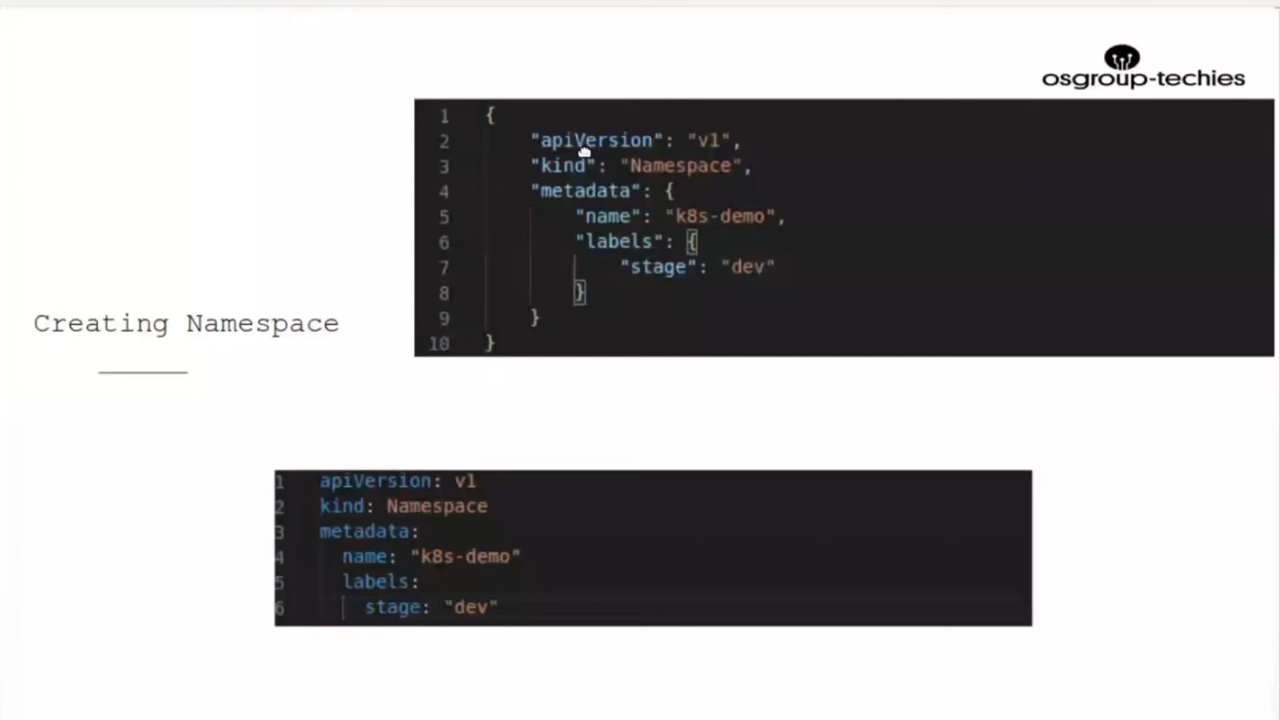 osgroup-techies
1 {
2 "apiVersion": "v1",
3 "kind": "Namespace",
4 "metadata": {
5 "name": "k8s-demo",
6 "labels": {
7 "stage": "dev"
8 }
9 }
10 }
Creating Namespace
1 apiVersion: v1
2 kind: Namespace
3 metadata:
4 name: "k8s-demo"
5 labels:
6 stage: "dev"